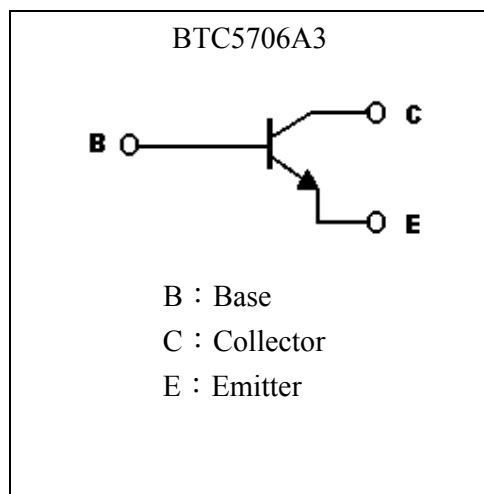 BTC5706A3
C
B
E
B：Base
C：Collector
E：Emitter